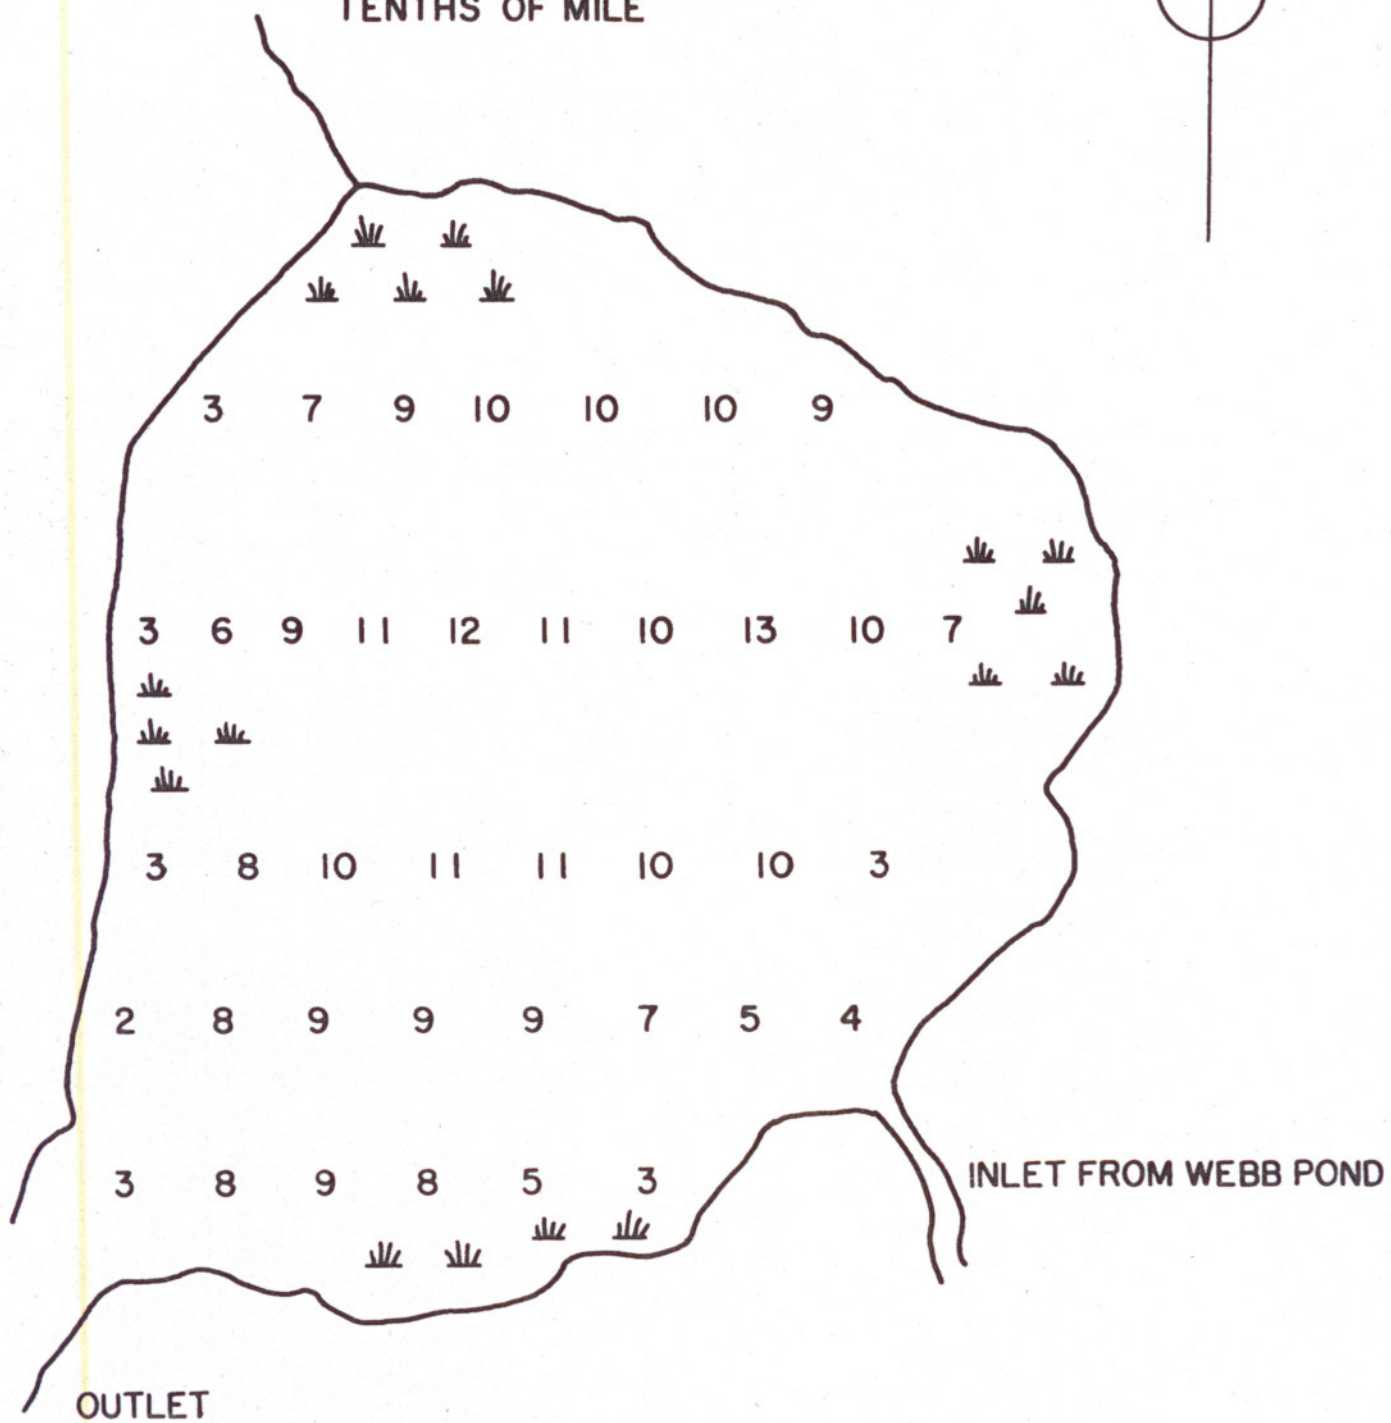 TENTHS OF MILE
3 7 9 10 10 10 9
3 6 9 11 12 11 10 13 10 7
3 8 10 11 11 10 10 3
2 8 9 9 9 7 5 4
3 8 9 8 5 3
INLET FROM WEBB POND
OUTLET